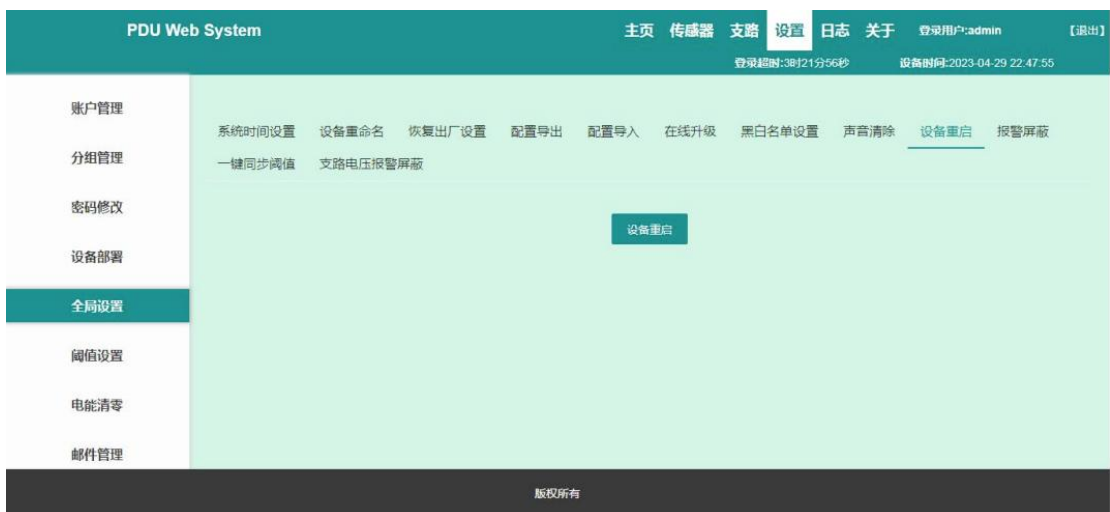 PDU Web System 主页 传感器 支路 设置 日志 关于 登录用户:admin 【退出】
登录超时:3时21分56秒 设备时间:2023-04-29 22:47:55
账户管理
分组管理
密码修改
设备部署
全局设置
阈值设置
电能清零
邮件管理
系统时间设置 设备重命名 恢复出厂设置 配置导出 配置导入 在线升级 黑白名单设置 声音清除 设备重启 报警屏蔽
一键同步阈值 支路电压报警屏蔽
设备重启
版权所有